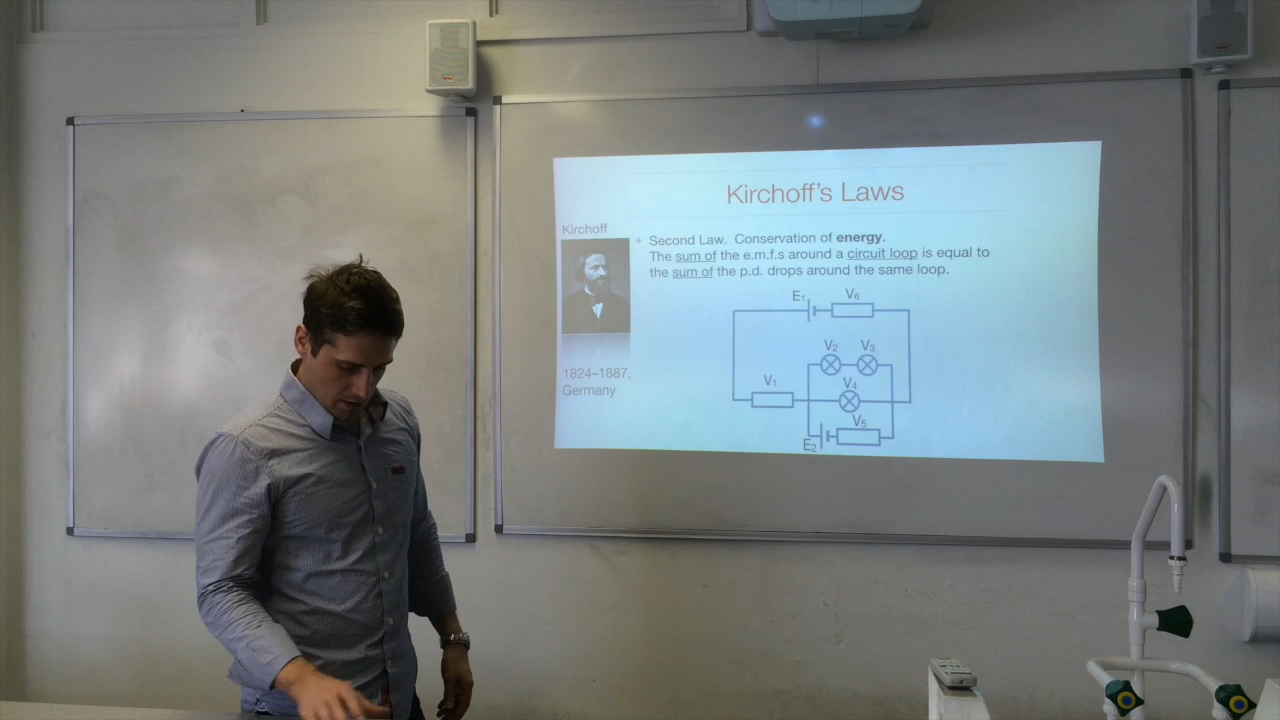 Kirchoff's Laws
Kirchoff
Second Law. Conservation of energy.
The sum of the e.m.f.s around a circuit loop is equal to
the sum of the p.d. drops around the same loop.
E₁
V₆
V₂
V₃
V₁
V₄
V₅
E₂
1824–1887,
Germany